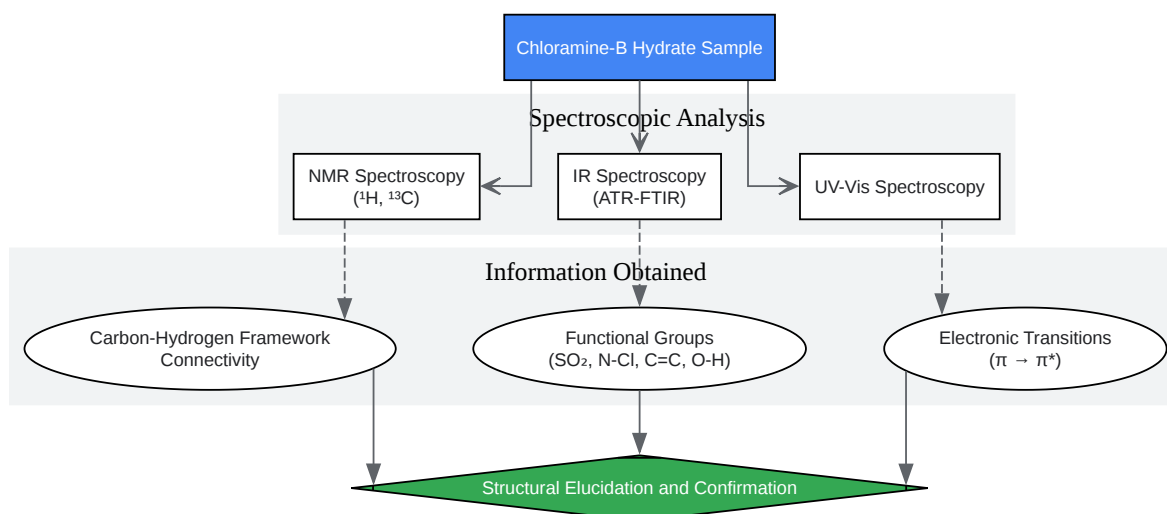 Chloramine-B Hydrate Sample
Spectroscopic Analysis
NMR Spectroscopy
(¹H, ¹³C)
IR Spectroscopy
(ATR-FTIR)
UV-Vis Spectroscopy
Information Obtained
Carbon-Hydrogen Framework
Connectivity
Functional Groups
(SO₂, N-Cl, C=C, O-H)
Electronic Transitions
(π → π*)
Structural Elucidation and Confirmation